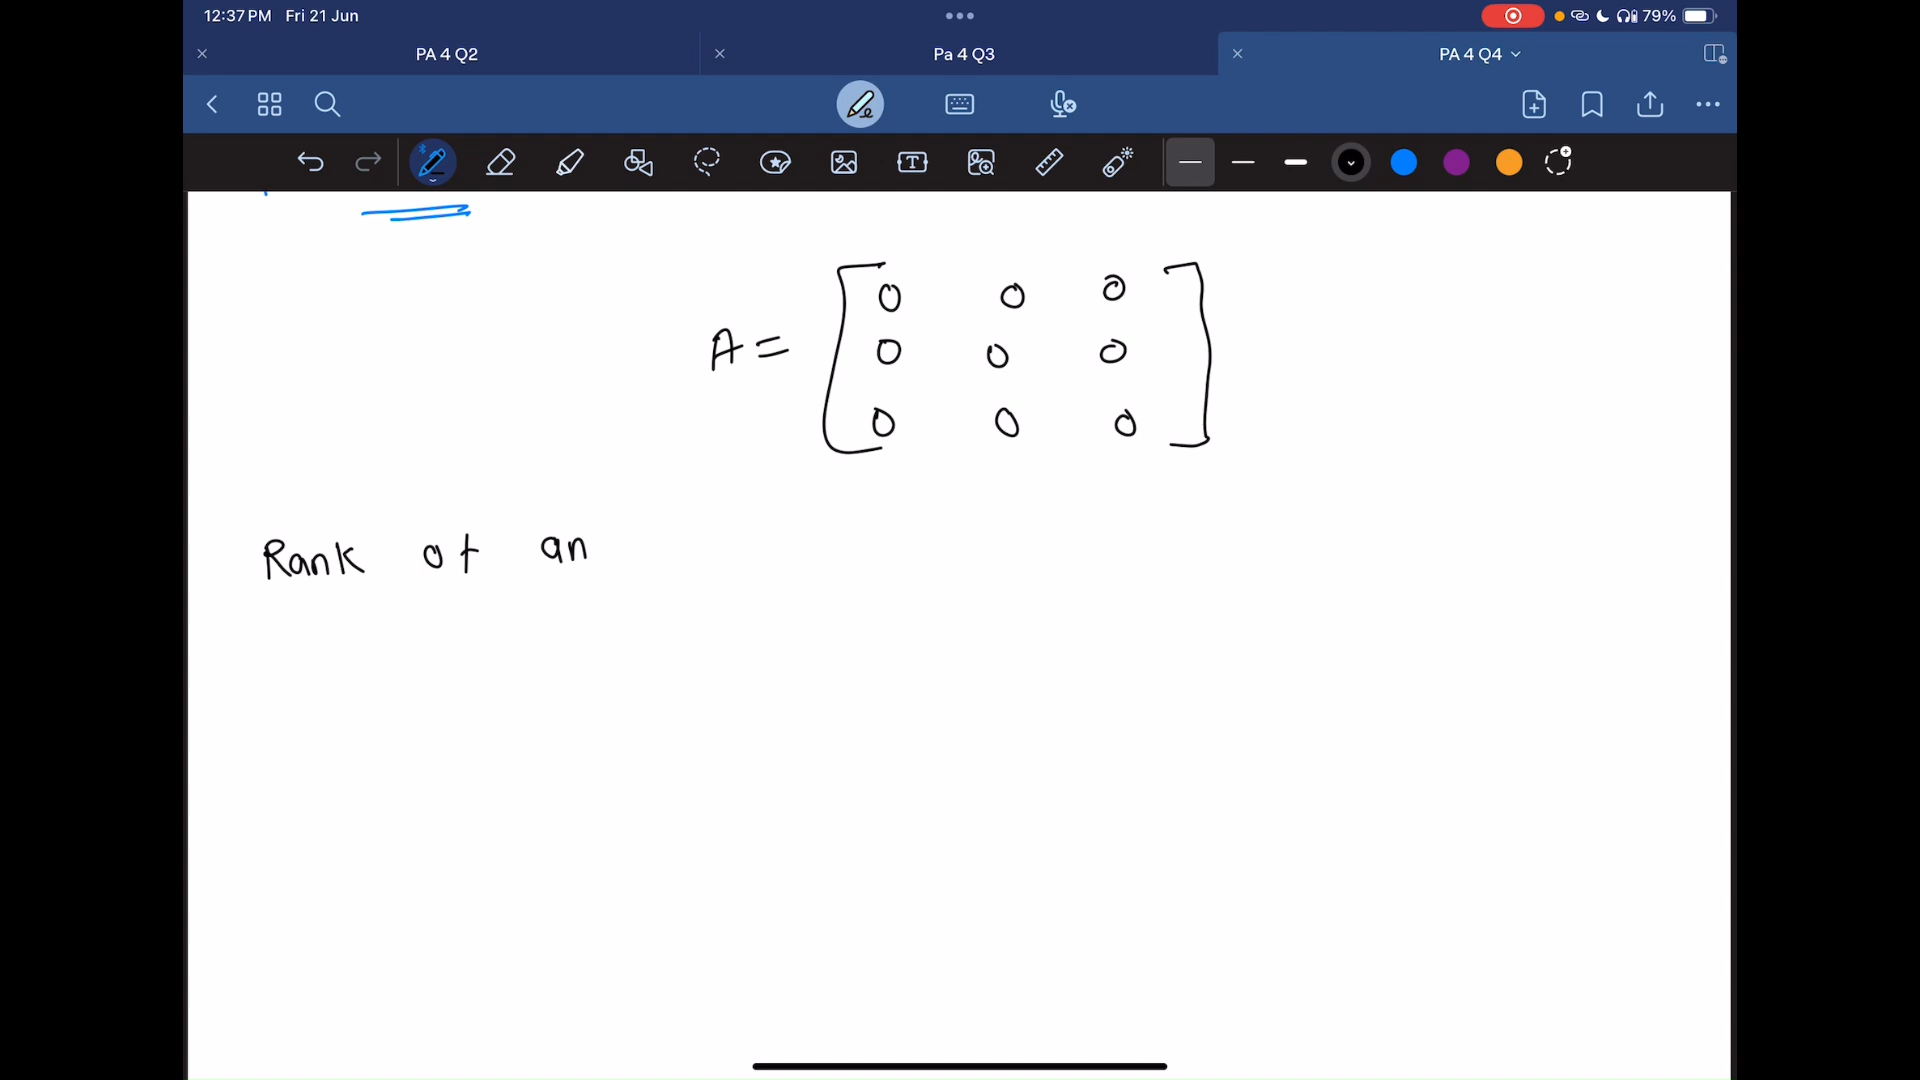 12:37 PM Fri 21 Jun
79%
PA 4 Q2
Pa 4 Q3
PA 4 Q4
T
A = [ 0 0 0
0 0 0
0 0 0 ]
Rank of an